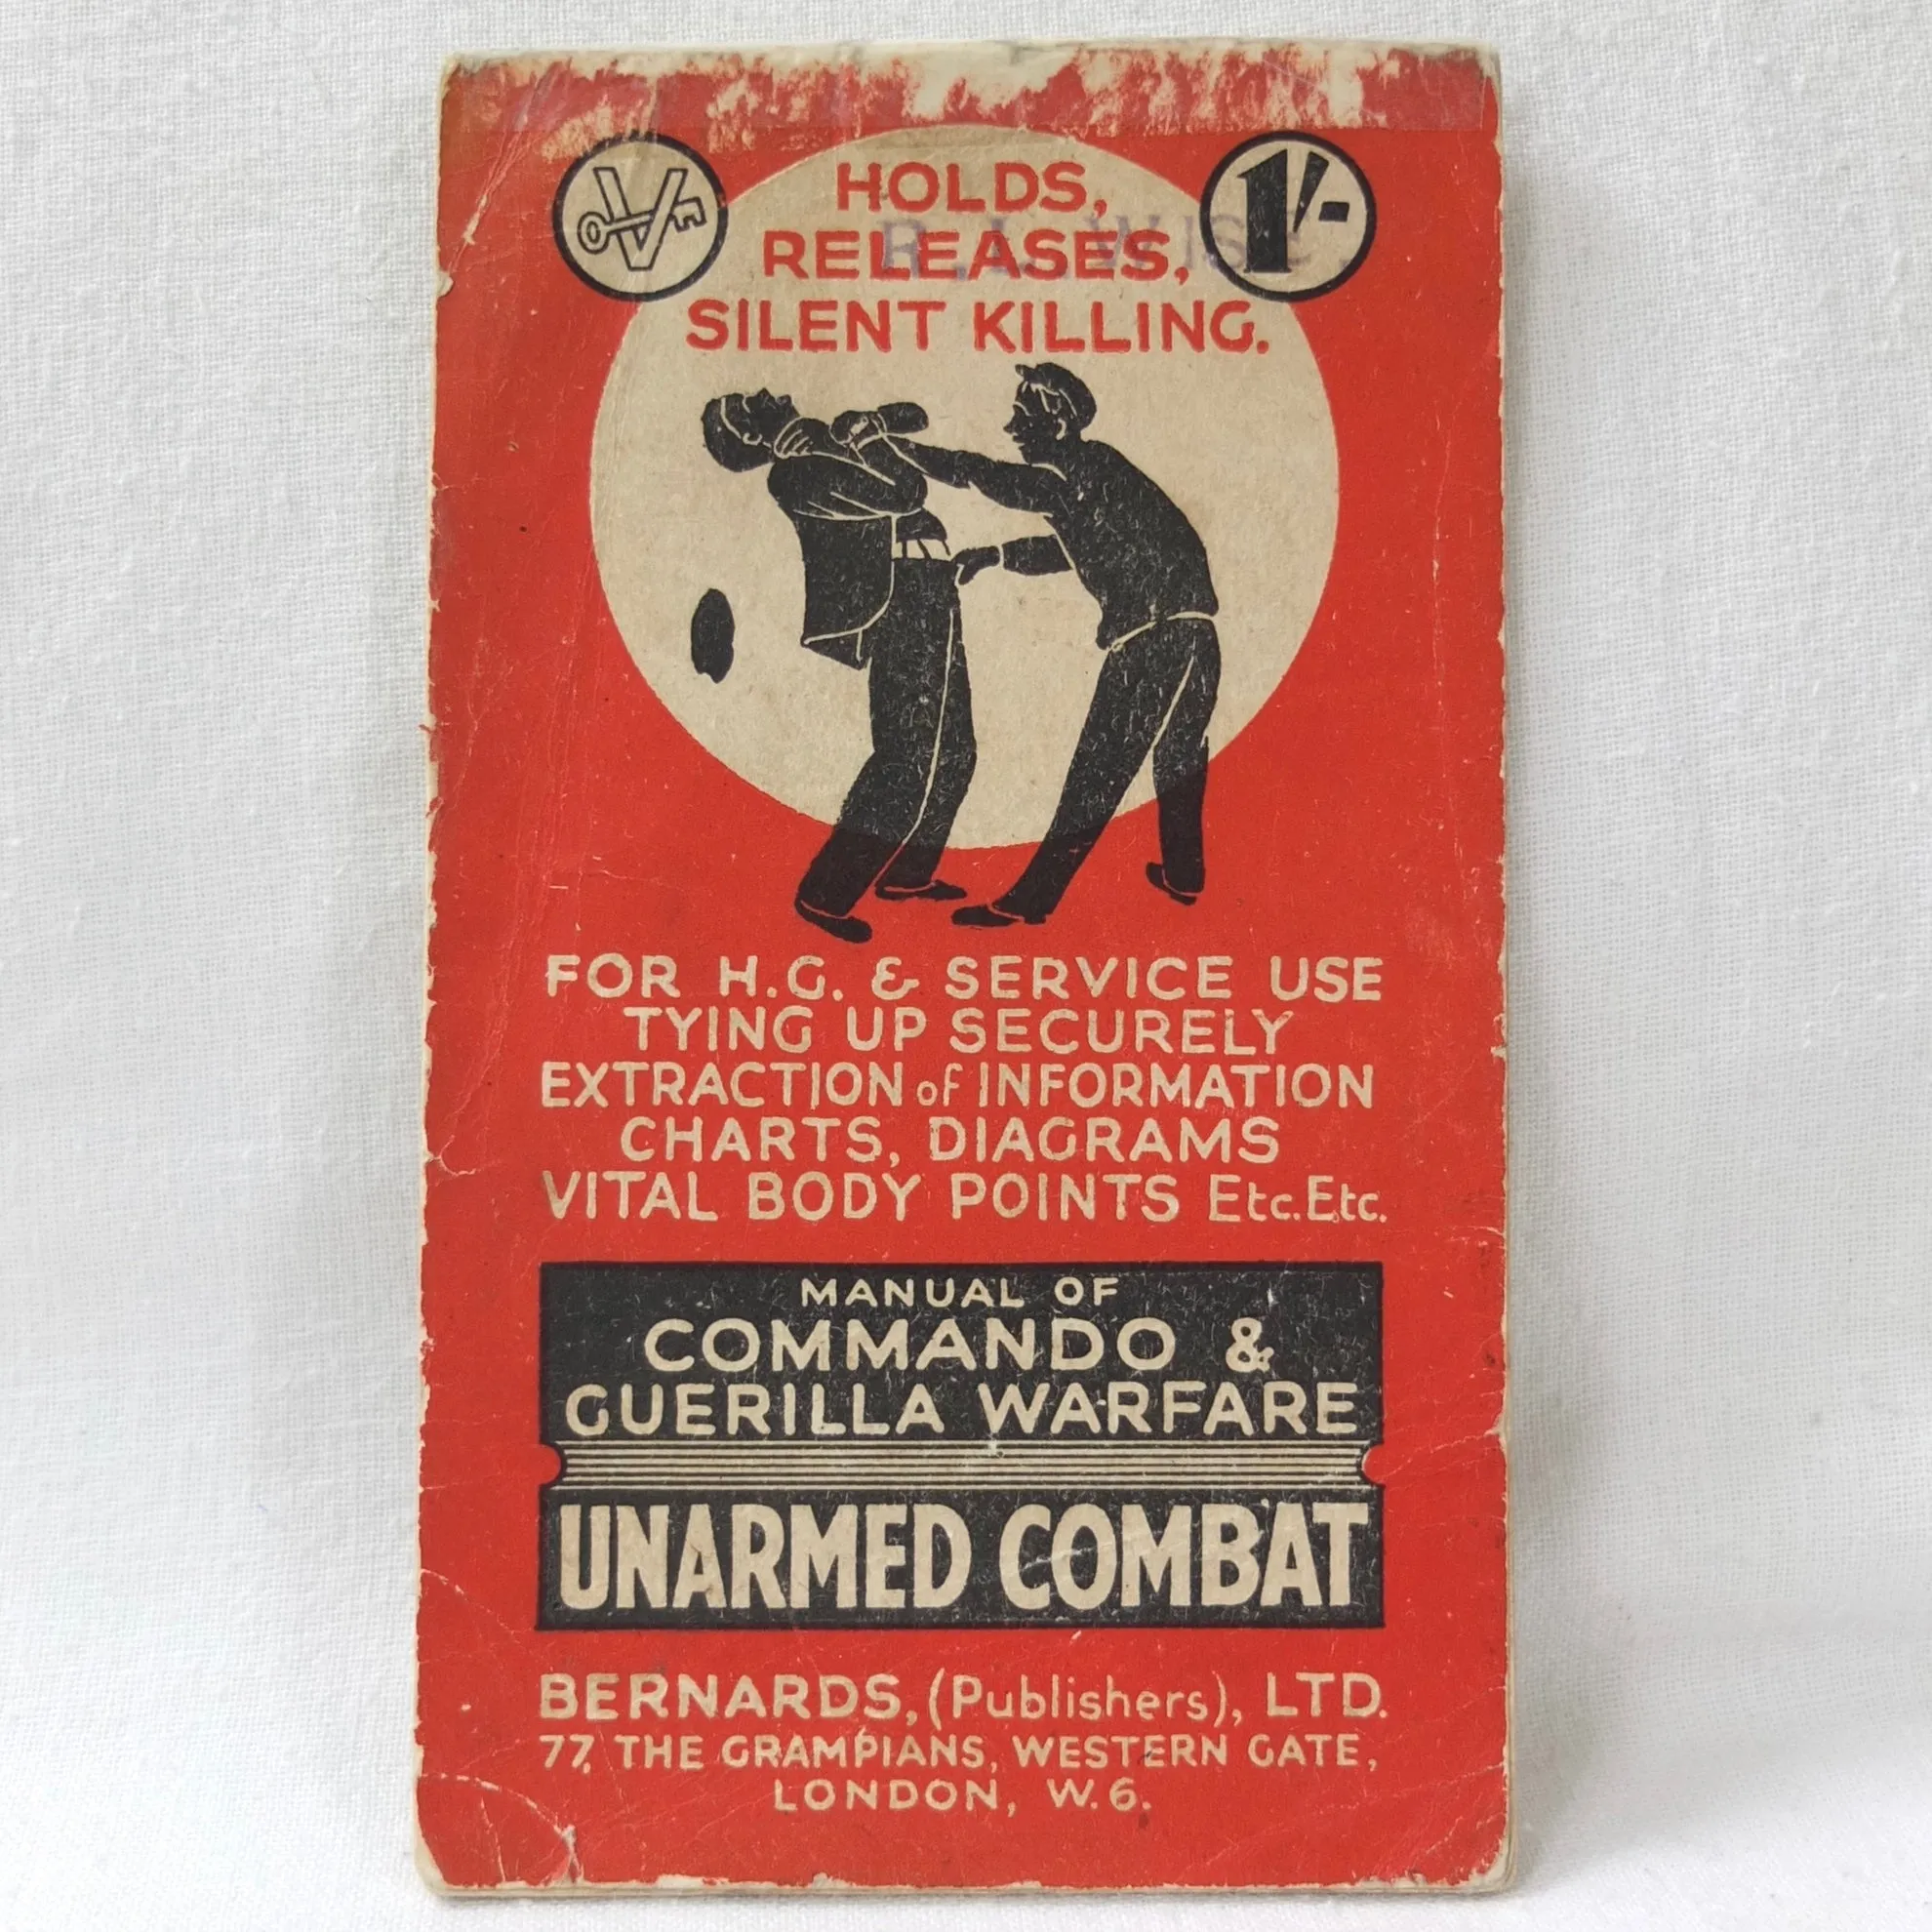 V
1/-
HOLDS,
RELEASES,
SILENT KILLING.
FOR H.G. & SERVICE USE
TYING UP SECURELY
EXTRACTION of INFORMATION
CHARTS, DIAGRAMS
VITAL BODY POINTS Etc. Etc.
MANUAL OF
COMMANDO &
GUERILLA WARFARE
UNARMED COMBAT
BERNARDS, (Publishers), LTD.
77, THE GRAMPIANS, WESTERN GATE,
LONDON, W.6.